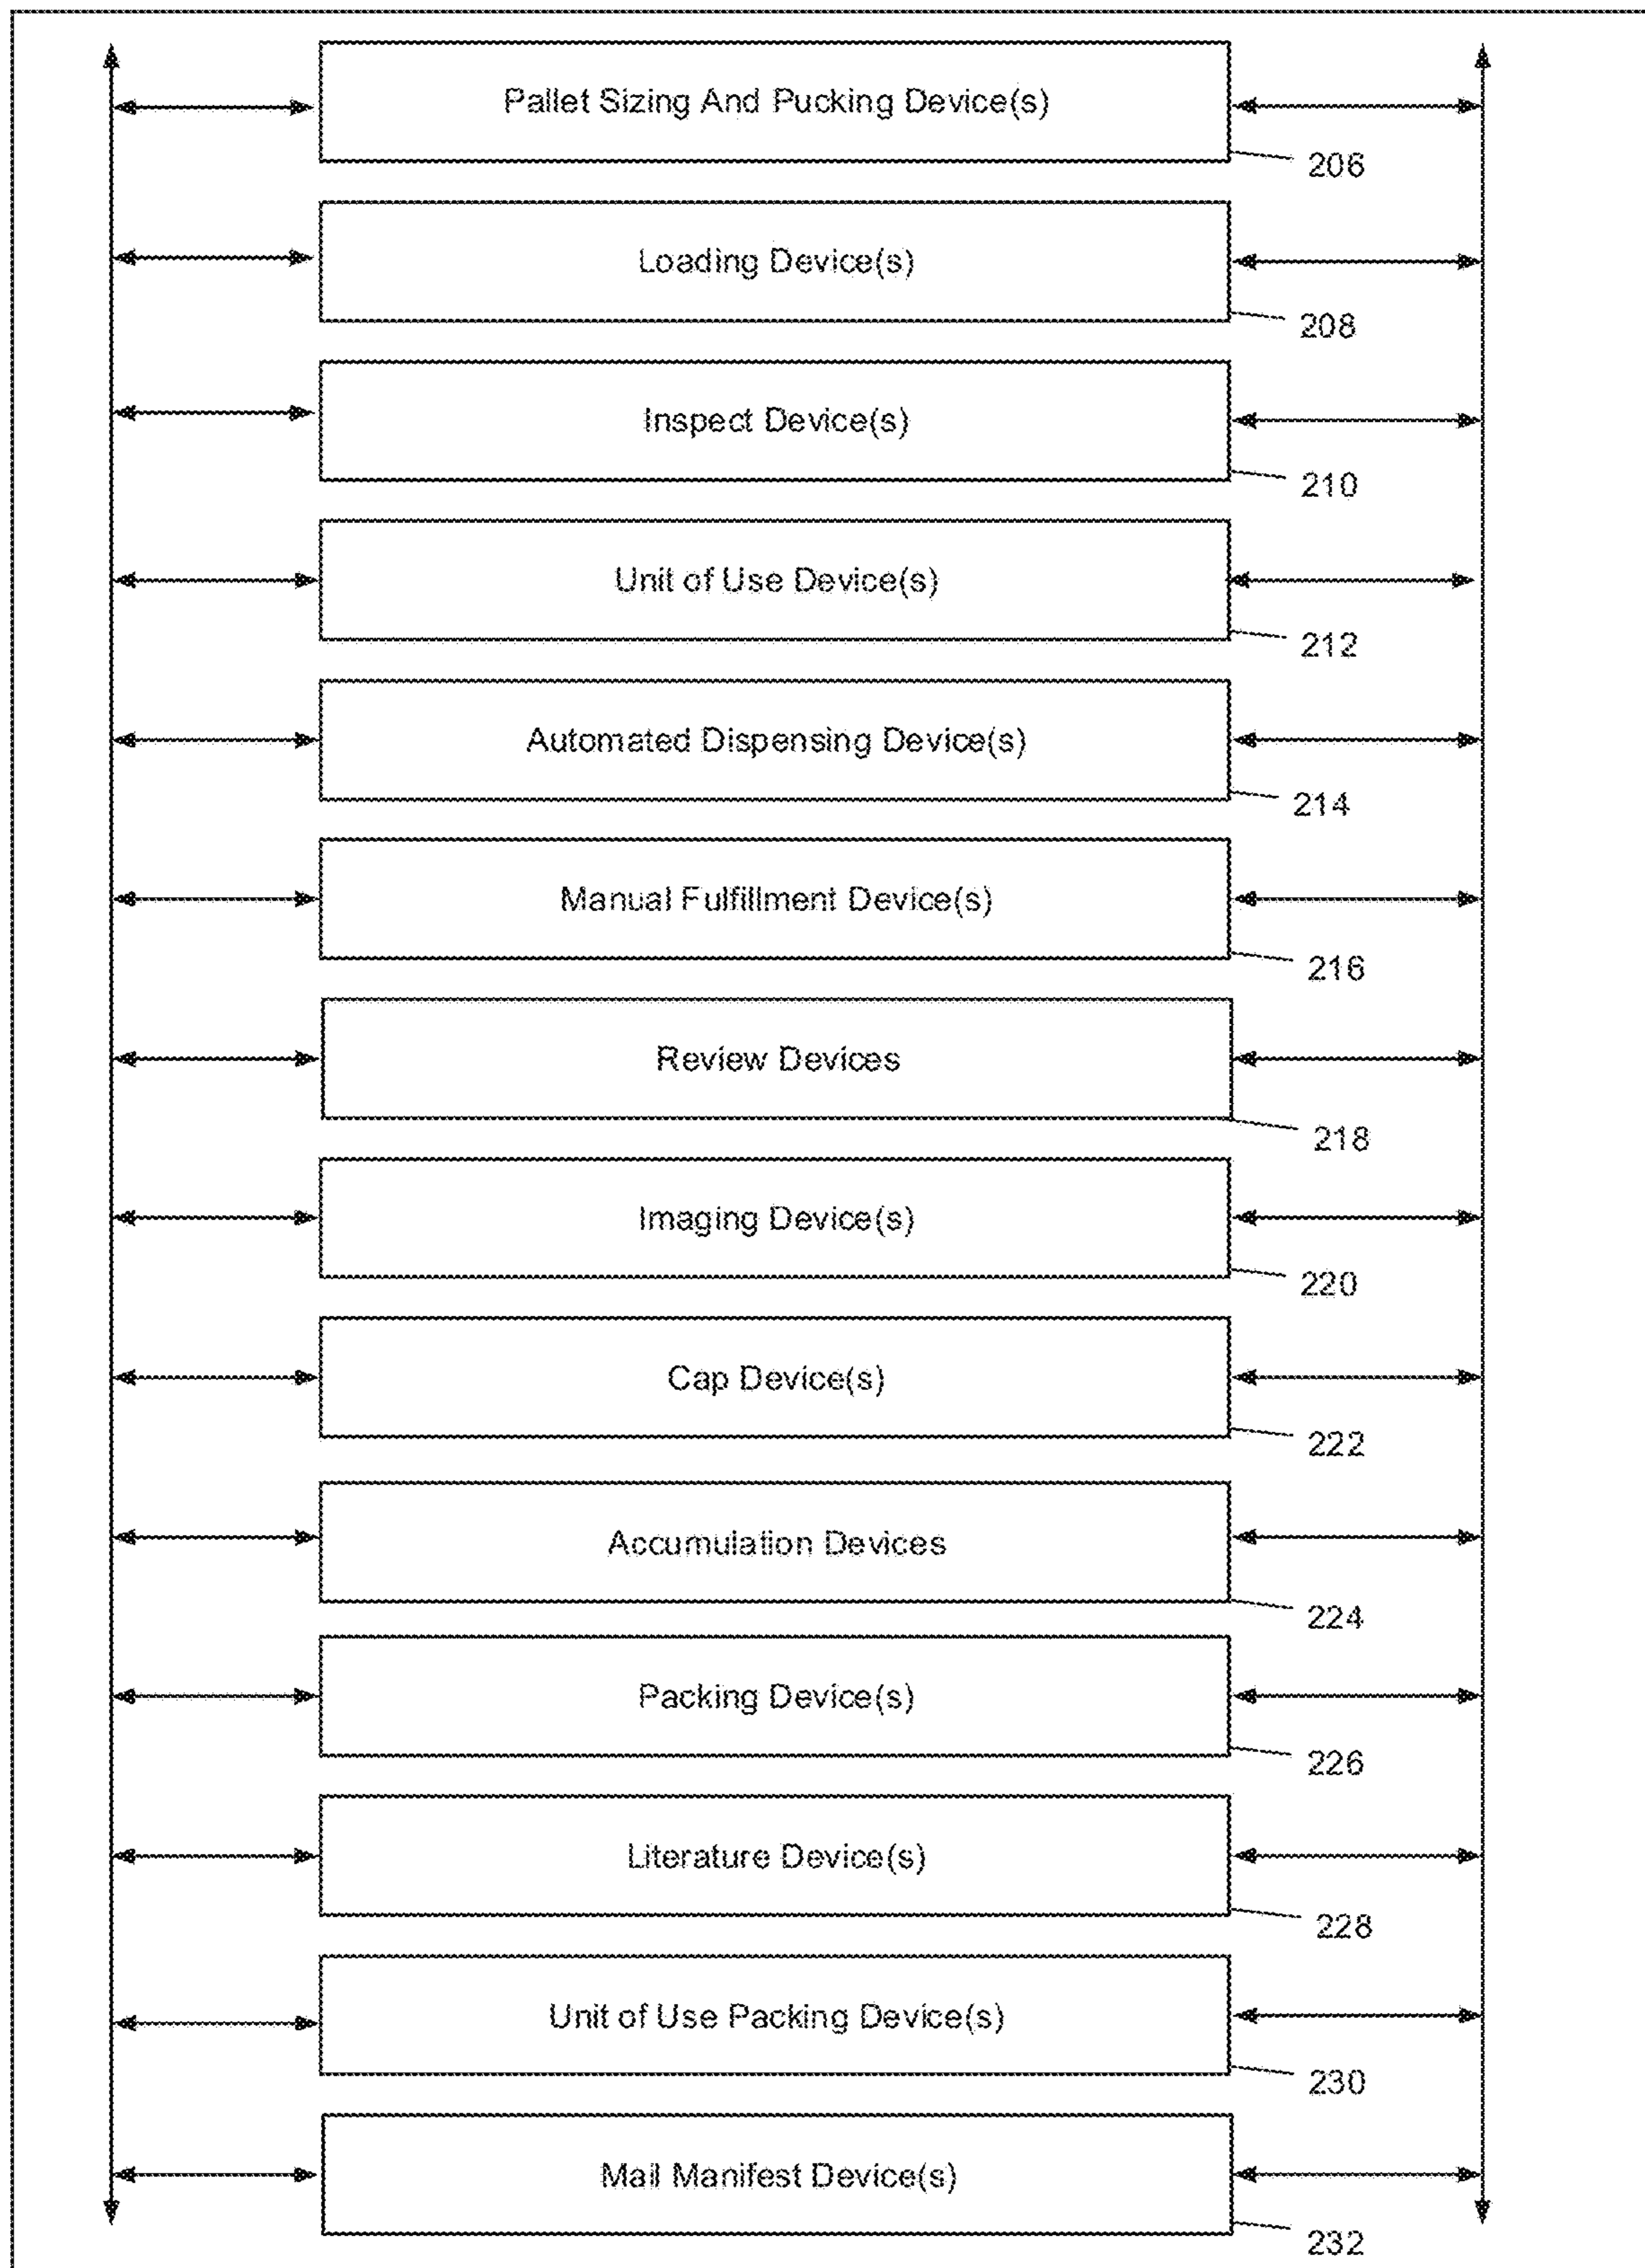 Pallet Sizing And Pucking Device(s)
206
Loading Device(s)
208
Inspect Device(s)
210
Unit of Use Device(s)
212
Automated Dispensing Device(s)
214
Manual Fulfillment Device(s)
216
Review Devices
218
Imaging Device(s)
220
Cap Device(s)
222
Accumulation Devices
224
Packing Device(s)
226
Literature Device(s)
228
Unit of Use Packing Device(s)
230
Mail Manifest Device(s)
232